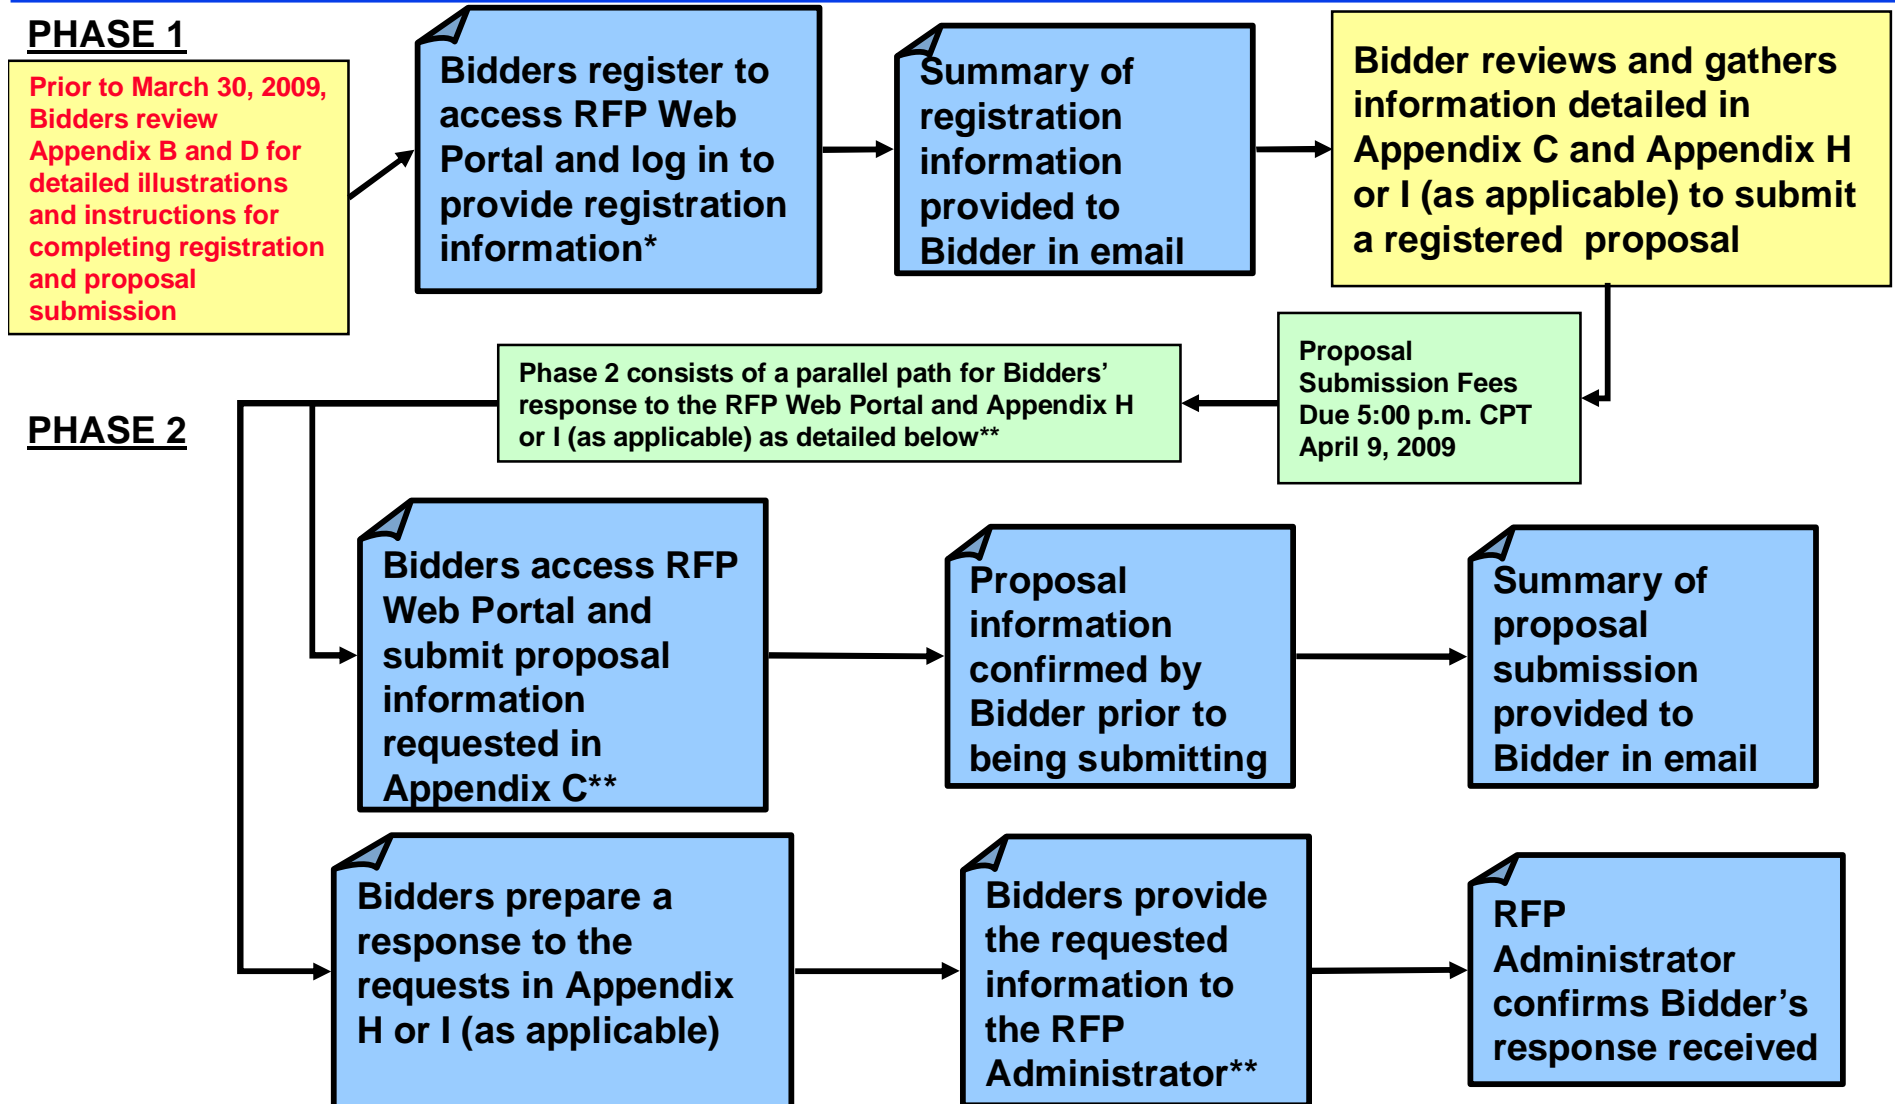 PHASE 1
Prior to March 30, 2009,
Bidders review
Appendix B and D for
detailed illustrations
and instructions for
completing registration
and proposal
submission
Bidders register to
access RFP Web
Portal and log in to
provide registration
information*
Summary of
registration
information
provided to
Bidder in email
Bidder reviews and gathers
information detailed in
Appendix C and Appendix H
or I (as applicable) to submit
a registered proposal
Proposal
Submission Fees
Due 5:00 p.m. CPT
April 9, 2009
Phase 2 consists of a parallel path for Bidders’
response to the RFP Web Portal and Appendix H
or I (as applicable) as detailed below**
PHASE 2
Bidders access RFP
Web Portal and
submit proposal
information
requested in
Appendix C**
Proposal
information
confirmed by
Bidder prior to
being submitting
Summary of
proposal
submission
provided to
Bidder in email
Bidders prepare a
response to the
requests in Appendix
H or I (as applicable)
Bidders provide
the requested
information to
the RFP
Administrator**
RFP
Administrator
confirms Bidder’s
response received